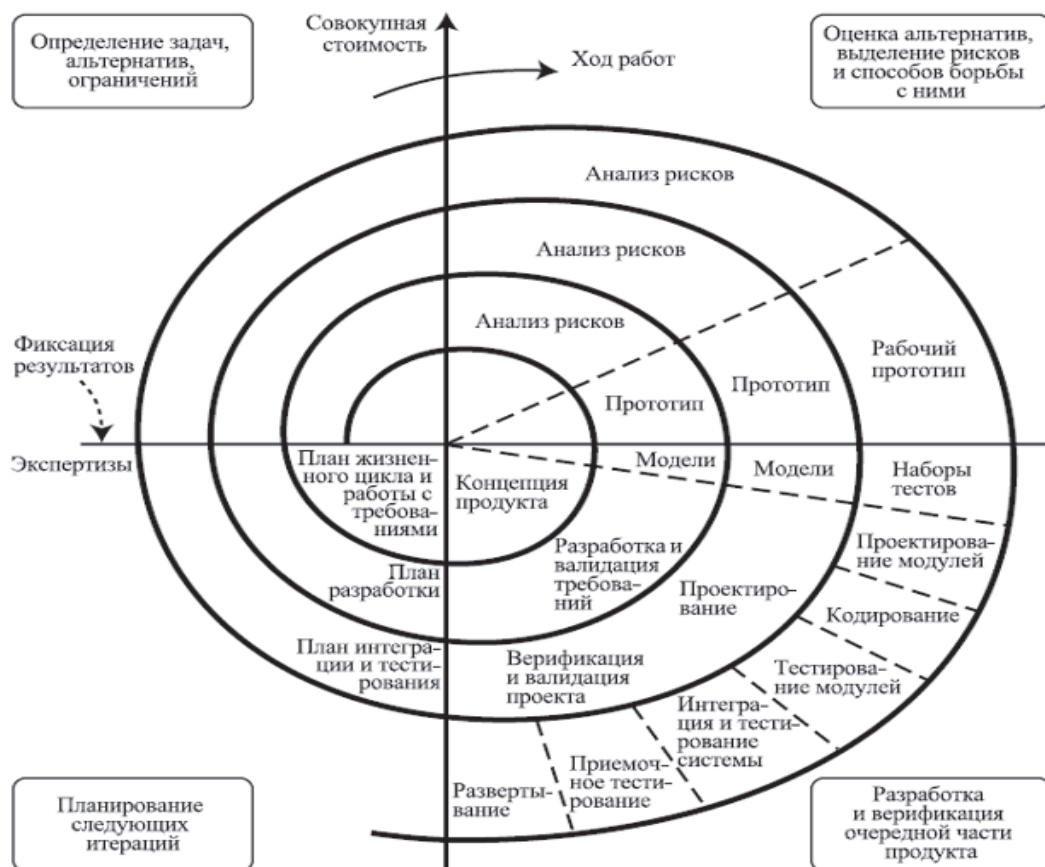 Определение задач,
альтернатив,
ограничений
Совокупная
стоимость
Ход работ
Оценка альтернатив,
выделение рисков
и способов борьбы
с ними
Анализ рисков
Анализ рисков
Анализ рисков
Фиксация
результатов
Экспертизы
Прототип
Прототип
Рабочий
прототип
План жизнен-
ного цикла и
работы с
требова-
ниями
Концепция
продукта
Модели
Модели
Наборы
тестов
План
разработки
Разработка и
валидация
требова-
ний
Проектиро-
вание
Проектирова-
ние модулей
Кодирование
План интегра-
ции и тести-
рования
Верификация
и валидация
проекта
Тестирова-
ние модулей
Интегра-
ция и тести-
рование
системы
Приемоч-
ное тести-
рование
Разверты-
вание
Планирование
следующих
итераций
Разработка
и верификация
очередной части
продукта